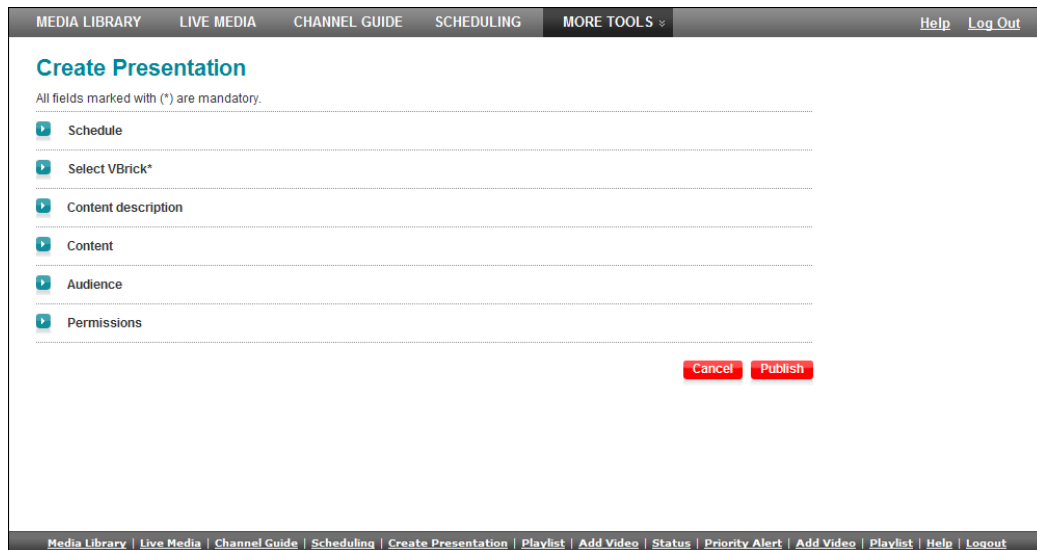 MEDIA LIBRARY LIVE MEDIA CHANNEL GUIDE SCHEDULING MORE TOOLS Help Log Out
Create Presentation
All fields marked with (*) are mandatory.
Schedule
Select VBrick*
Content description
Content
Audience
Permissions
Cancel Publish
Media Library | Live Media | Channel Guide | Scheduling | Create Presentation | Playlist | Add Video | Status | Priority Alert | Add Video | Playlist | Help | Logout